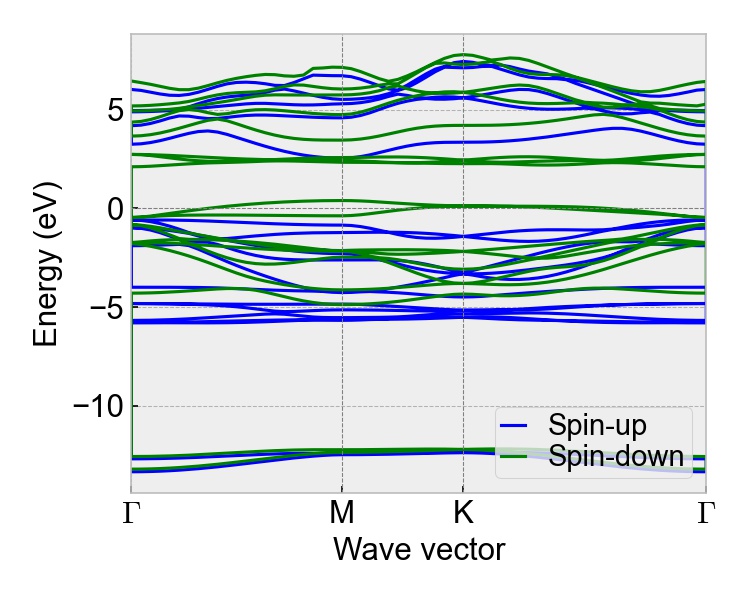 Energy (eV)
5
0
−5
−10
Spin-up
Spin-down
Γ M K Γ
Wave vector